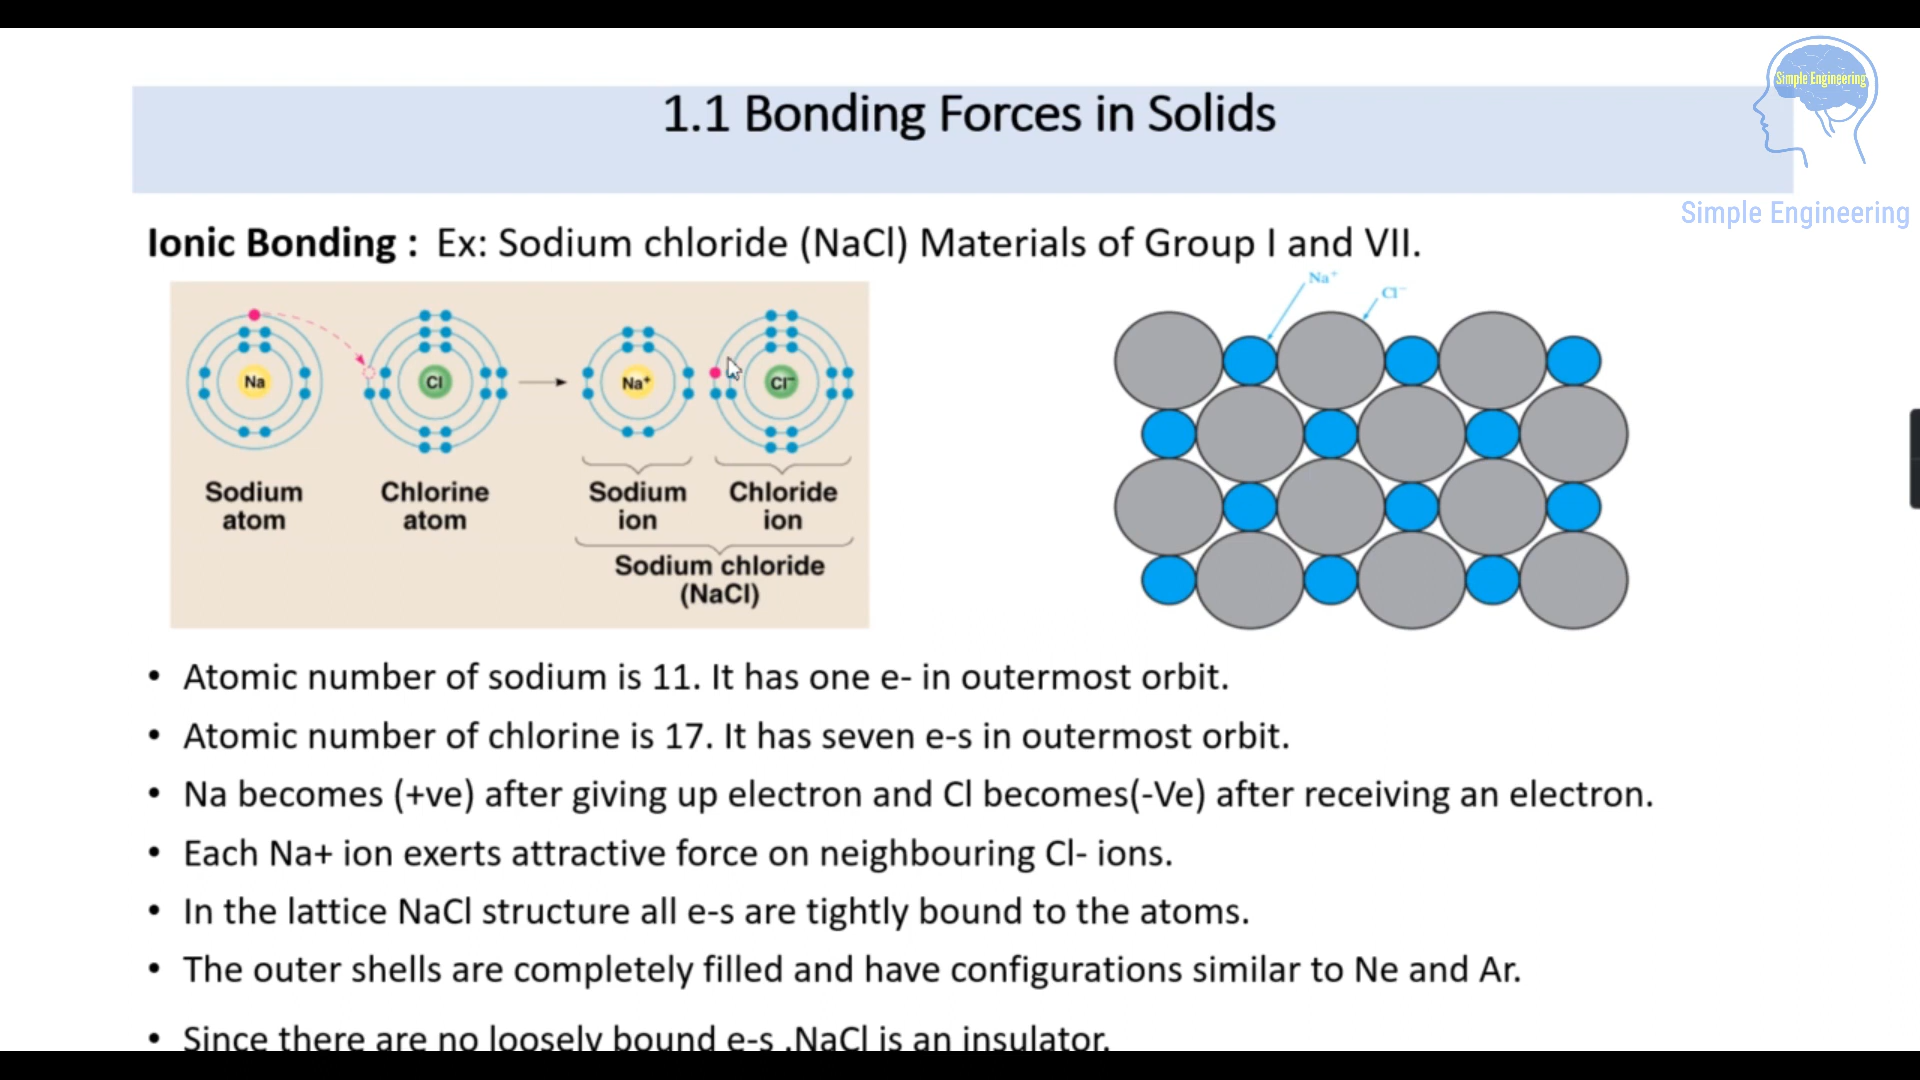 1.1 Bonding Forces in Solids
Simple Engineering
Simple Engineering
Ionic Bonding : Ex: Sodium chloride (NaCl) Materials of Group I and VII.
Na⁺
Cl⁻
Na
Cl
Na⁺
Cl⁻
Sodium atom
Chlorine atom
Sodium ion
Chloride ion
Sodium chloride
(NaCl)
• Atomic number of sodium is 11. It has one e- in outermost orbit.
• Atomic number of chlorine is 17. It has seven e-s in outermost orbit.
• Na becomes (+ve) after giving up electron and Cl becomes(-Ve) after receiving an electron.
• Each Na+ ion exerts attractive force on neighbouring Cl- ions.
• In the lattice NaCl structure all e-s are tightly bound to the atoms.
• The outer shells are completely filled and have configurations similar to Ne and Ar.
• Since there are no loosely bound e-s ,NaCl is an insulator.